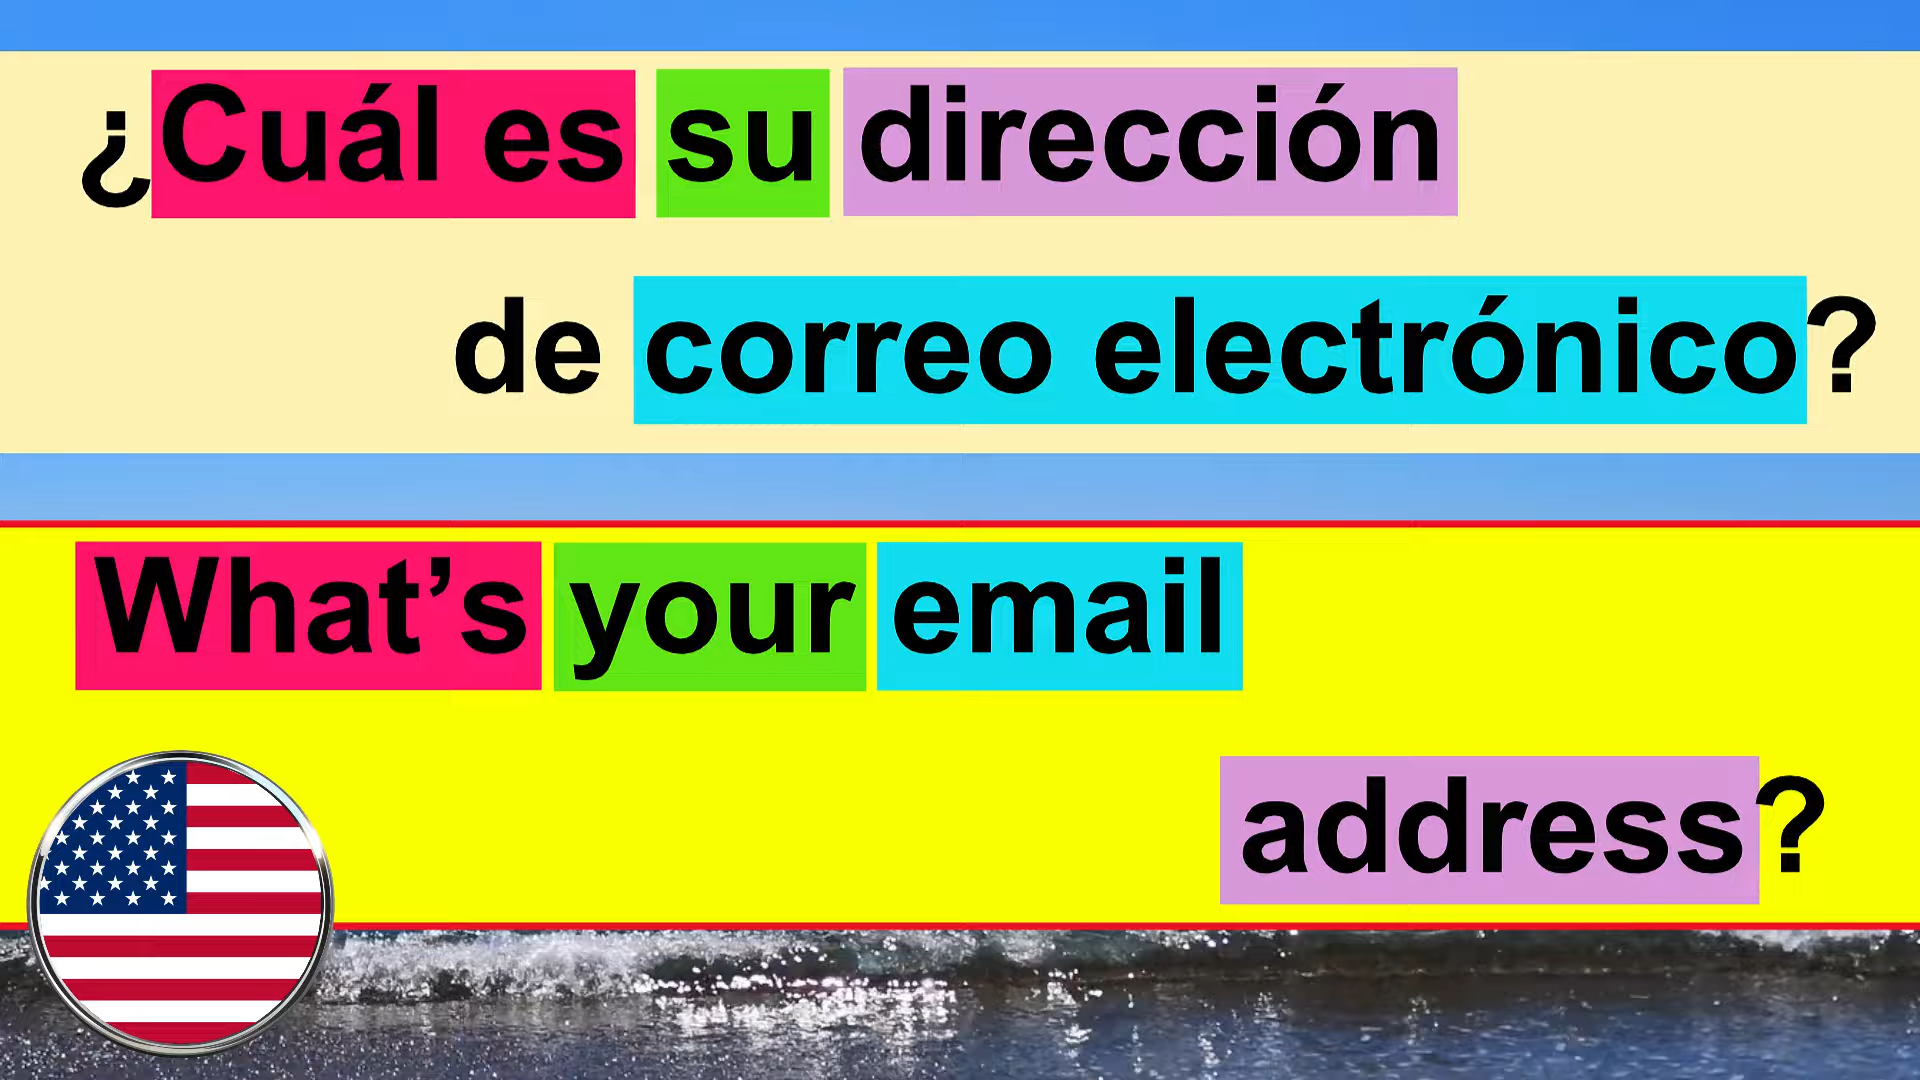 ¿Cuál es su dirección
de correo electrónico?
What’s your email
address?